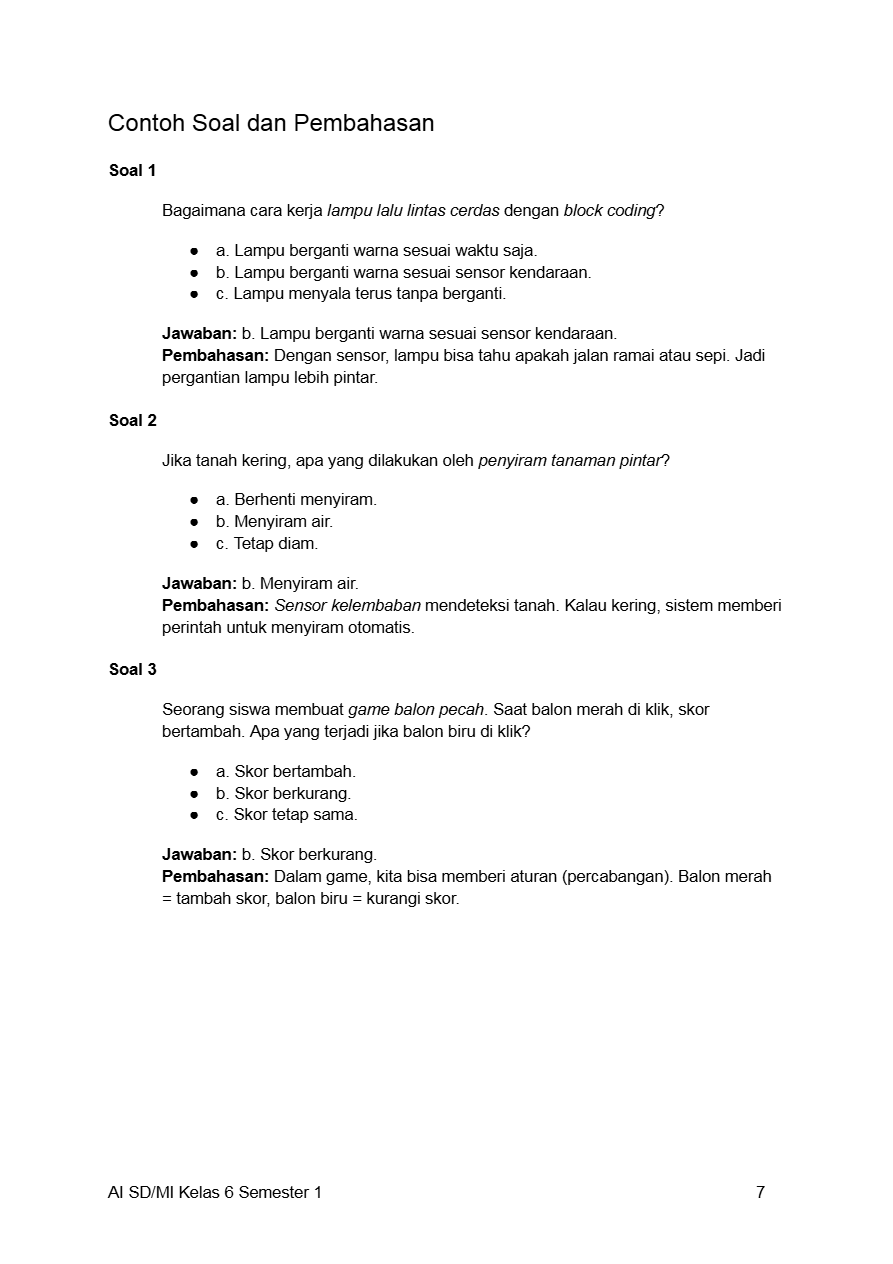 Contoh Soal dan Pembahasan
Soal 1
Bagaimana cara kerja lampu lalu lintas cerdas dengan block coding?
● a. Lampu berganti warna sesuai waktu saja.
● b. Lampu berganti warna sesuai sensor kendaraan.
● c. Lampu menyala terus tanpa berganti.
Jawaban: b. Lampu berganti warna sesuai sensor kendaraan.
Pembahasan: Dengan sensor, lampu bisa tahu apakah jalan ramai atau sepi. Jadi
pergantian lampu lebih pintar.
Soal 2
Jika tanah kering, apa yang dilakukan oleh penyiram tanaman pintar?
● a. Berhenti menyiram.
● b. Menyiram air.
● c. Tetap diam.
Jawaban: b. Menyiram air.
Pembahasan: Sensor kelembaban mendeteksi tanah. Kalau kering, sistem memberi
perintah untuk menyiram otomatis.
Soal 3
Seorang siswa membuat game balon pecah. Saat balon merah di klik, skor
bertambah. Apa yang terjadi jika balon biru di klik?
● a. Skor bertambah.
● b. Skor berkurang.
● c. Skor tetap sama.
Jawaban: b. Skor berkurang.
Pembahasan: Dalam game, kita bisa memberi aturan (percabangan). Balon merah
= tambah skor, balon biru = kurangi skor.
AI SD/MI Kelas 6 Semester 1 7